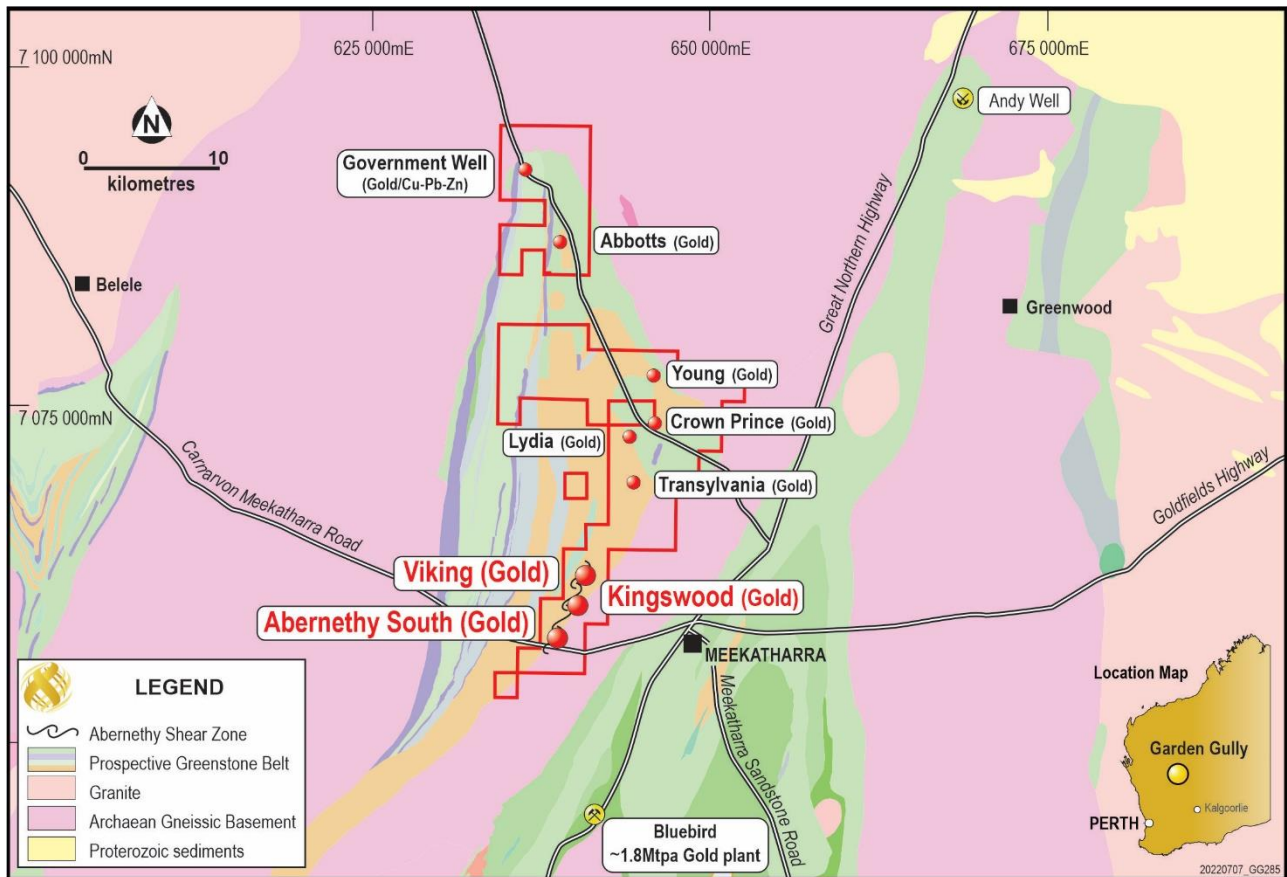 625 000mE
650 000mE
675 000mE
7 100 000mN
N
0
10
kilometres
Government Well
(Gold/Cu-Pb-Zn)
Andy Well
Abbotts (Gold)
Great Northern Highway
Belele
Greenwood
Young (Gold)
7 075 000mN
Crown Prince (Gold)
Lydia (Gold)
Transylvania (Gold)
Goldfields Highway
Carnarvon Meekatharra Road
Viking (Gold)
Kingswood (Gold)
Abernethy South (Gold)
MEEKATHARRA
Meekatharra Sandstone Road
Bluebird
~1.8Mtpa Gold plant
LEGEND
Abernethy Shear Zone
Prospective Greenstone Belt
Granite
Archaean Gneissic Basement
Proterozoic sediments
Location Map
Garden Gully
Kalgoorlie
PERTH
20220707_GG285